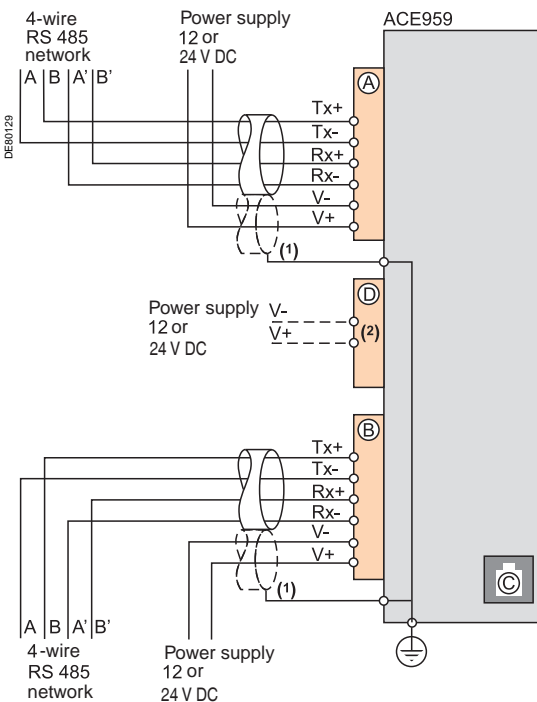 4-wire
RS 485
network
A B A' B'
Power supply
12 or
24 V DC
ACE959
DE80129
A
Tx+
Tx-
Rx+
Rx-
V-
V+
(1)
D
Power supply
12 or
24 V DC
V-
V+
(2)
B
Tx+
Tx-
Rx+
Rx-
V-
V+
(1)
C
A B A' B'
4-wire
RS 485
network
Power supply
12 or
24 V DC